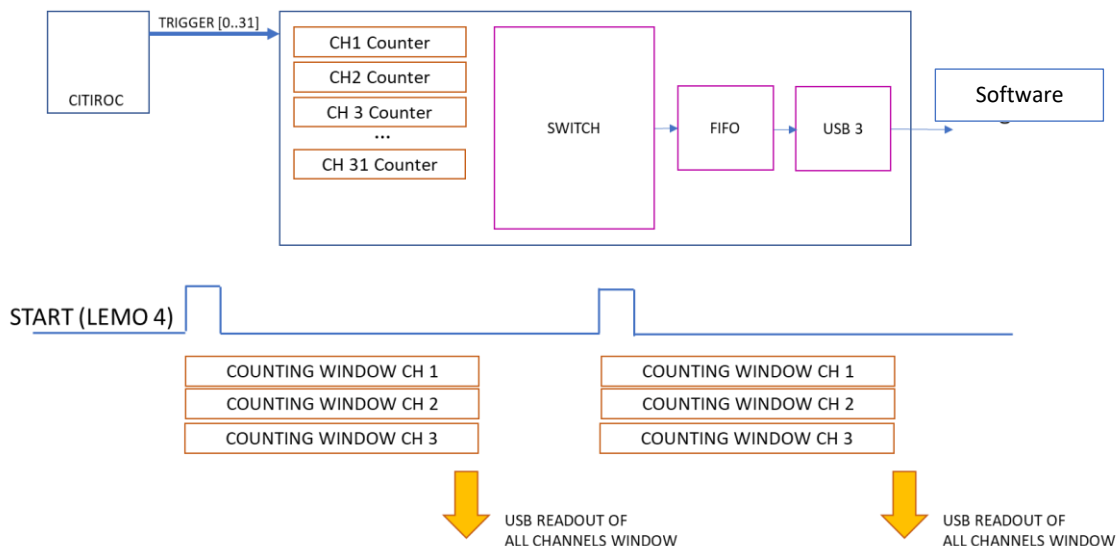 TRIGGER [0..31]
CITIROC
CH1 Counter
CH2 Counter
CH 3 Counter
...
CH 31 Counter
SWITCH
FIFO
USB 3
Software
START (LEMO 4)
COUNTING WINDOW CH 1
COUNTING WINDOW CH 2
COUNTING WINDOW CH 3
COUNTING WINDOW CH 1
COUNTING WINDOW CH 2
COUNTING WINDOW CH 3
USB READOUT OF
ALL CHANNELS WINDOW
USB READOUT OF
ALL CHANNELS WINDOW